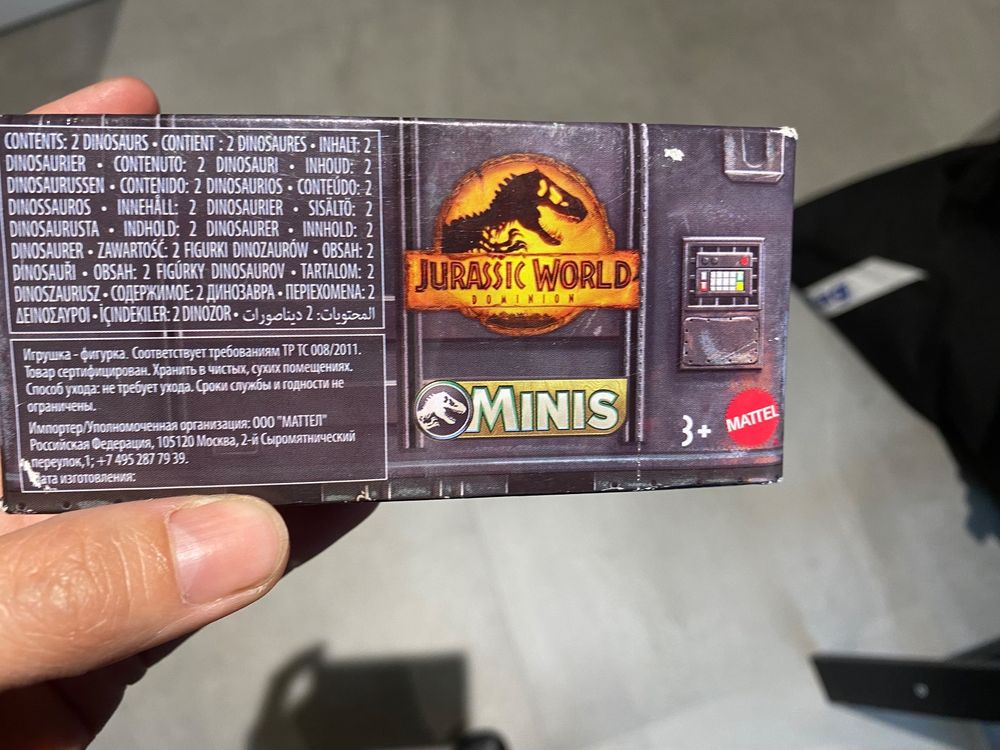 CONTENTS: 2 DINOSAURS • CONTIENT : 2 DINOSAURES • INHALT: 2
DINOSAURIER • CONTENUTO: 2 DINOSAURI • INHOUD: 2
DINOSAURUSSEN • CONTENIDO: 2 DINOSAURIOS • CONTEÚDO: 2
DINOSSAUROS • INNEHÅLL: 2 DINOSAURIER • SISÄLTÖ: 2
DINOSAURUSTA • INDHOLD: 2 DINOSAURER • INNHOLD: 2
DINOSAURER • ZAWARTOŚĆ: 2 FIGURKI DINOZAURÓW • OBSAH: 2
DINOSAUŘI • OBSAH: 2 FIGÚRKY DINOSAUROV • TARTALOM: 2
DINOSZAURUSZ • СОДЕРЖИМОЕ: 2 ДИНОЗАВРА • ΠΕΡΙΕΧΟΜΕΝΑ: 2
ΔΕΙΝΟΣΑΥΡΟΙ • İÇİNDEKİLER: 2 DINOZOR • المحتويات: 2 ديناصورات
Игрушка - фигурка. Соответствует требованиям ТР ТС 008/2011.
Товар сертифицирован. Хранить в чистых, сухих помещениях.
Способ ухода: не требует ухода. Сроки службы и годности не
ограничены.
Импортер/Уполномоченная организация: ООО "МАТТЕЛ"
Российская Федерация, 105120 Москва, 2-й Сыромятнический
переулок,1; +7 495 287 79 39.
Дата изготовления:
JURASSIC WORLD
DOMINION
MINIS
3+
MATTEL